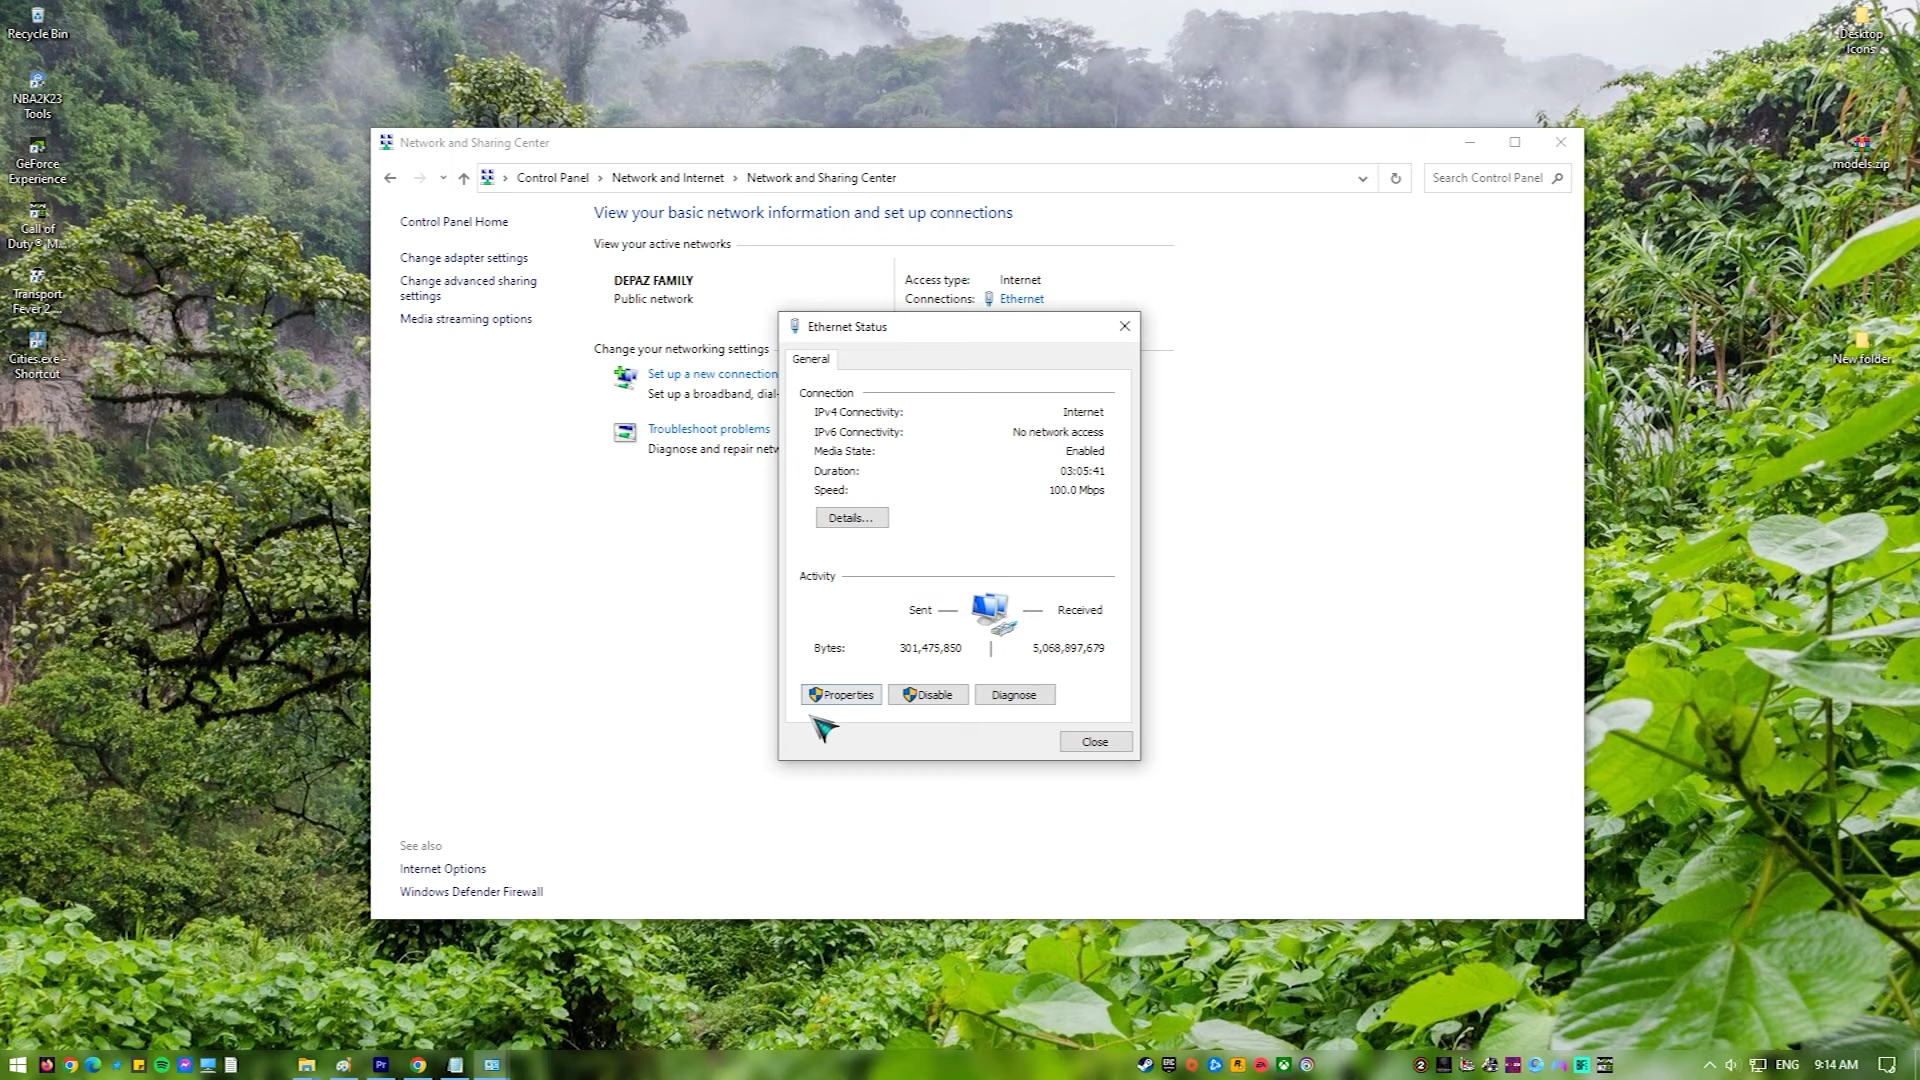 Recycle Bin
NBA2K23
Tools
GeForce
Experience
Call of
Duty® M...
Transport
Fever 2 ...
Cities.exe -
Shortcut
Desktop
Icons
models.zip
New folder
Network and Sharing Center
Control Panel
Network and Internet
Network and Sharing Center
Search Control Panel
Control Panel Home
Change adapter settings
Change advanced sharing
settings
Media streaming options
View your basic network information and set up connections
View your active networks
DEPAZ FAMILY
Public network
Access type: Internet
Connections: Ethernet
Change your networking settings
Set up a new connection
Set up a broadband, dial-
Troubleshoot problems
Diagnose and repair netw
Ethernet Status
General
Connection
IPv4 Connectivity: Internet
IPv6 Connectivity: No network access
Media State: Enabled
Duration: 03:05:41
Speed: 100.0 Mbps
Details...
Activity
Sent — — Received
Bytes: 301,475,850 | 5,068,897,679
Properties
Disable
Diagnose
Close
See also
Internet Options
Windows Defender Firewall
Pr
ENG
9:14 AM